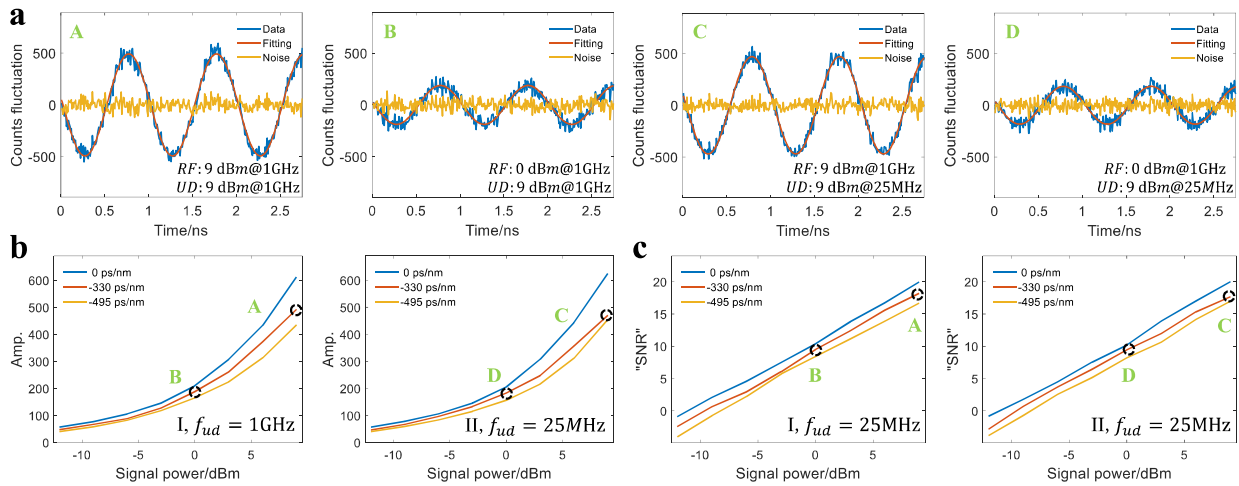 a
A
Data
Fitting
Noise
500
0
-500
Counts fluctuation
RF: 9 dBm@1GHz
UD: 9 dBm@1GHz
0 0.5 1 1.5 2 2.5
Time/ns
B
Data
Fitting
Noise
500
0
-500
Counts fluctuation
RF: 0 dBm@1GHz
UD: 9 dBm@1GHz
0 0.5 1 1.5 2 2.5
Time/ns
C
Data
Fitting
Noise
500
0
-500
Counts fluctuation
RF: 9 dBm@1GHz
UD: 9 dBm@25MHz
0 0.5 1 1.5 2 2.5
Time/ns
D
Data
Fitting
Noise
500
0
-500
Counts fluctuation
RF: 0 dBm@1GHz
UD: 9 dBm@25MHz
0 0.5 1 1.5 2 2.5
Time/ns
b
0 ps/nm
-330 ps/nm
-495 ps/nm
600
500
400
300
200
100
0
Amp.
A
B
I, fud = 1GHz
-10 -5 0 5
Signal power/dBm
0 ps/nm
-330 ps/nm
-495 ps/nm
600
500
400
300
200
100
0
Amp.
C
D
II, fud = 25MHz
-10 -5 0 5
Signal power/dBm
c
0 ps/nm
-330 ps/nm
-495 ps/nm
20
15
10
5
0
"SNR"
A
B
I, fud = 25MHz
-10 -5 0 5
Signal power/dBm
0 ps/nm
-330 ps/nm
-495 ps/nm
20
15
10
5
0
"SNR"
C
D
II, fud = 25MHz
-10 -5 0 5
Signal power/dBm